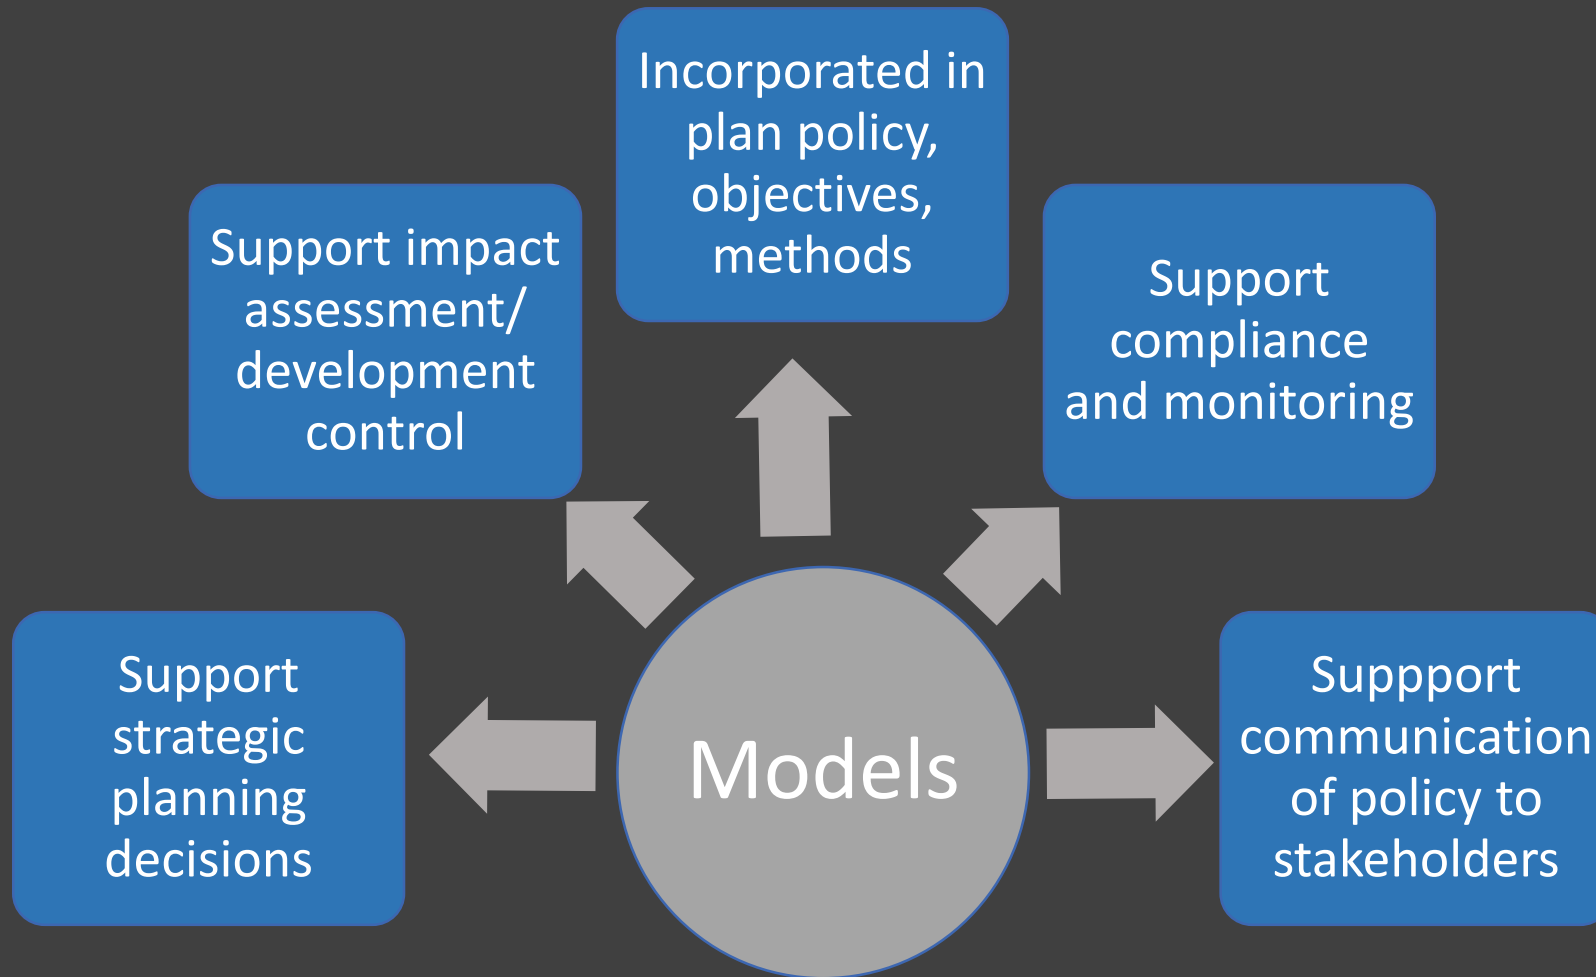 Incorporated in
plan policy,
objectives,
methods
Support impact
assessment/
development
control
Support
compliance
and monitoring
Support
strategic
planning
decisions
Models
Suppport
communication
of policy to
stakeholders